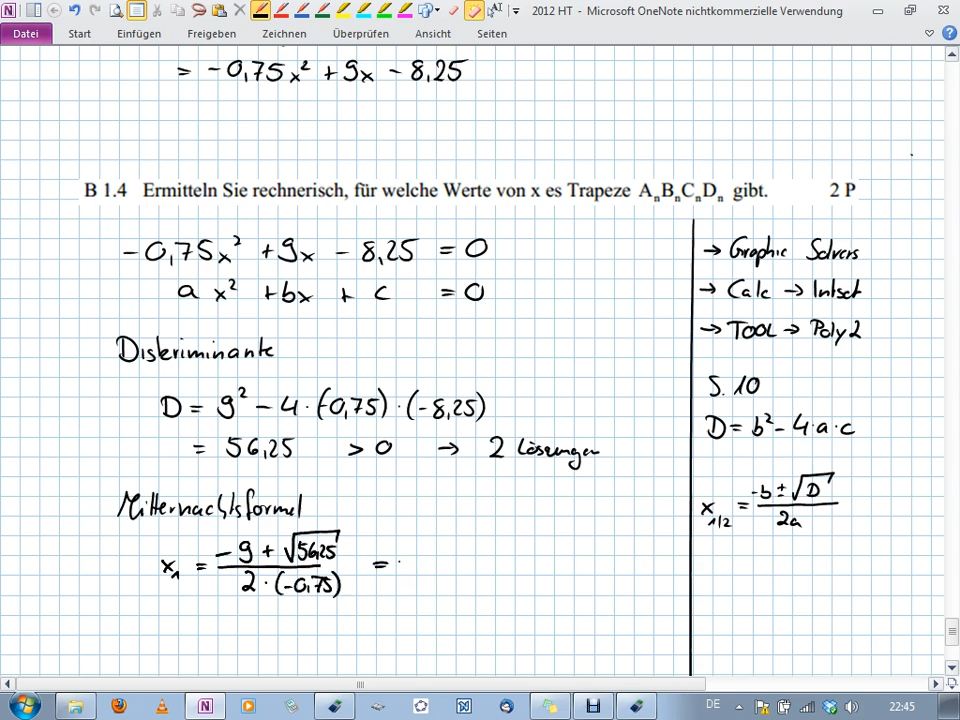 2012 HT - Microsoft OneNote nichtkommerzielle Verwendung
Datei Start Einfügen Freigeben Zeichnen Überprüfen Ansicht Seiten
= -0,75x² + 9x - 8,25
B 1.4 Ermitteln Sie rechnerisch, für welche Werte von x es Trapeze AₙBₙCₙDₙ gibt. 2 P
-0,75x² + 9x - 8,25 = 0
a x² + bx + c = 0
Diskriminante
D = 9² - 4 · (-0,75) · (-8,25)
= 56,25 > 0 → 2 Lösungen
Mitternachtsformel
x₁ = (-9 + √56,25) / (2 · (-0,75)) =
→ Graphic Solvers
→ Calc → Intsct
→ TOOL → Poly 2
S. 10
D = b² - 4 · a · c
x₁/₂ = (-b ± √D) / 2a
DE 22:45